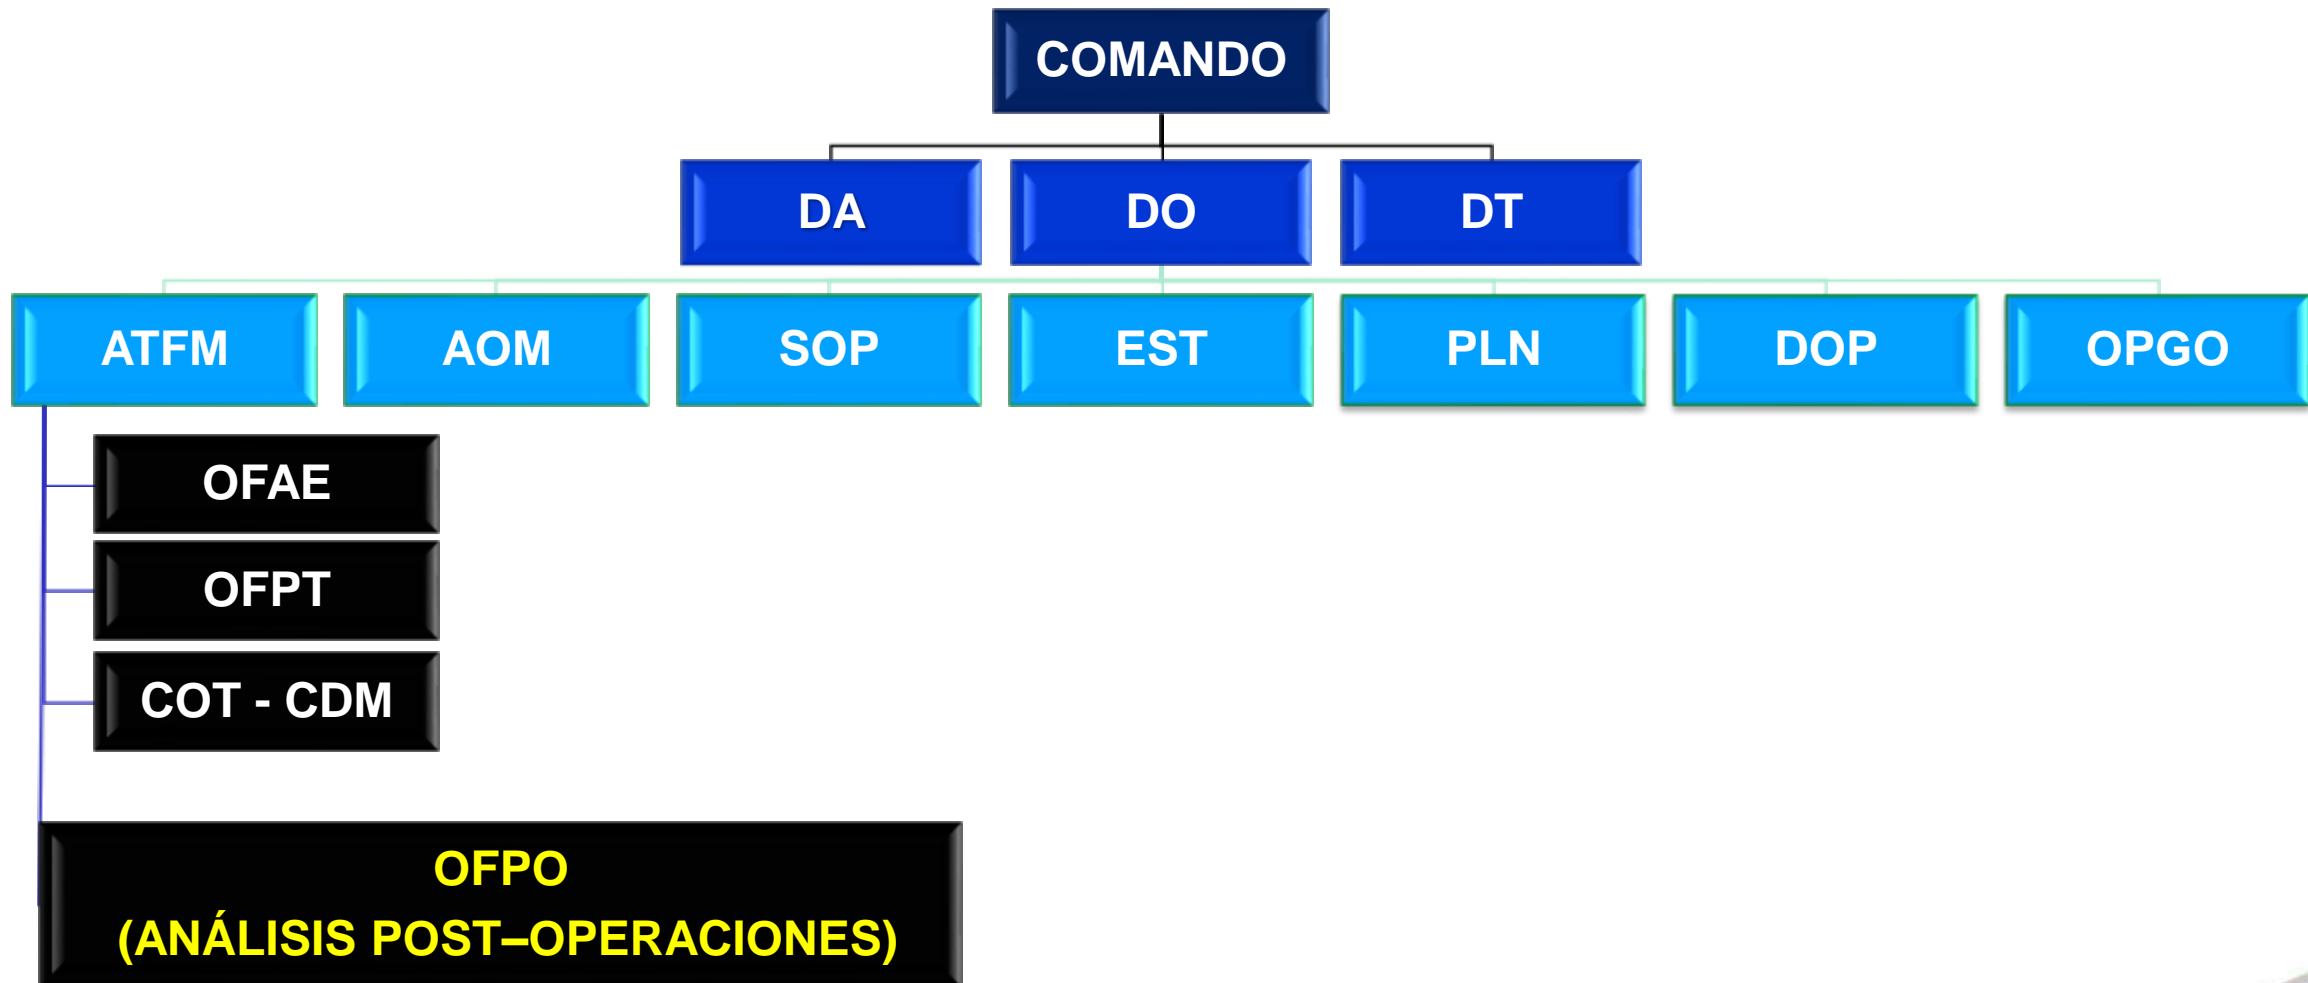 COMANDO
DA
DO
DT
ATFM
AOM
SOP
EST
PLN
DOP
OPGO
OFAE
OFPT
COT - CDM
OFPO
(ANÁLISIS POST–OPERACIONES)